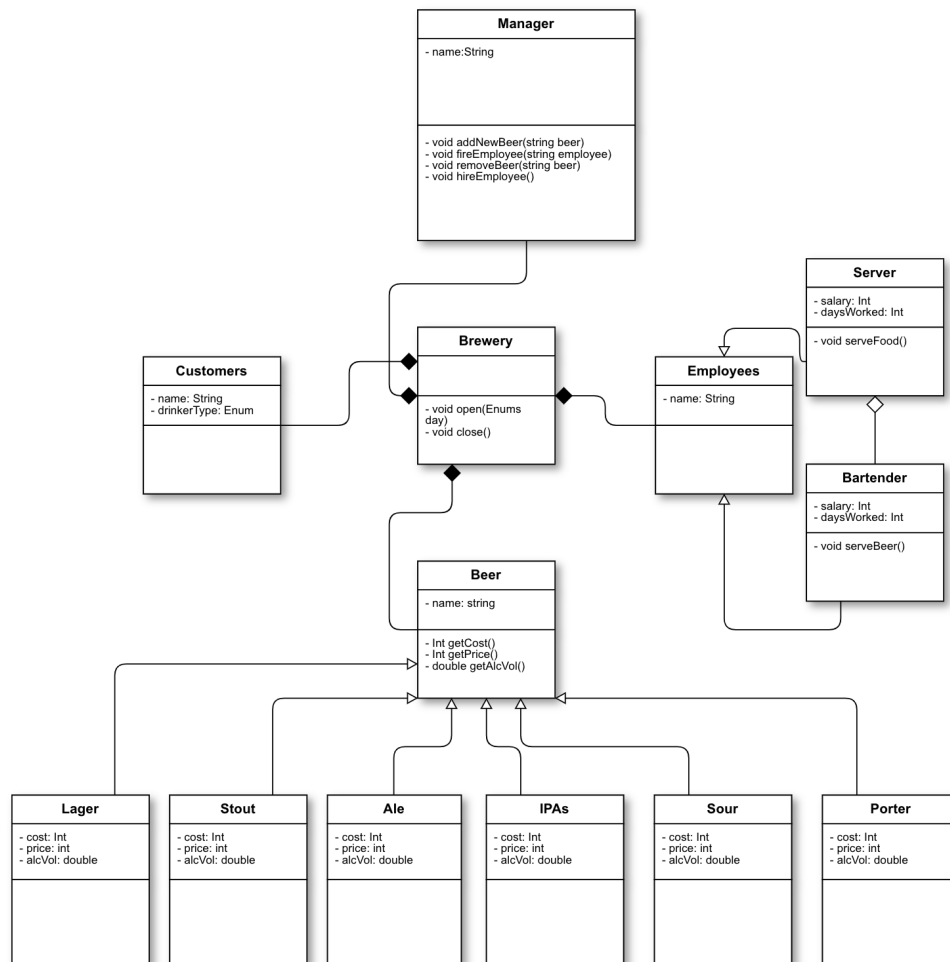 Manager
- name:String
- void addNewBeer(string beer)
- void fireEmployee(string employee)
- void removeBeer(string beer)
- void hireEmployee()
Server
- salary: Int
- daysWorked: Int
- void serveFood()
Brewery
- void open(Enums
day)
- void close()
Customers
- name: String
- drinkerType: Enum
Employees
- name: String
Bartender
- salary: Int
- daysWorked: Int
- void serveBeer()
Beer
- name: string
- Int getCost()
- Int getPrice()
- double getAlcVol()
Lager
- cost: Int
- price: int
- alcVol: double
Stout
- cost: Int
- price: int
- alcVol: double
Ale
- cost: Int
- price: int
- alcVol: double
IPAs
- cost: Int
- price: int
- alcVol: double
Sour
- cost: Int
- price: int
- alcVol: double
Porter
- cost: Int
- price: int
- alcVol: double